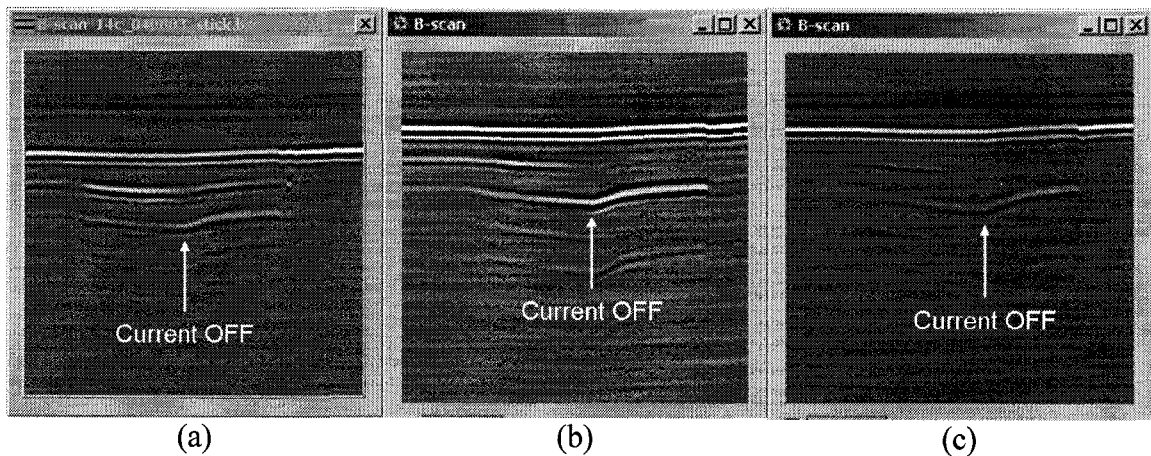 B-scan
B-scan
Current OFF
Current OFF
Current OFF
(a)
(b)
(c)